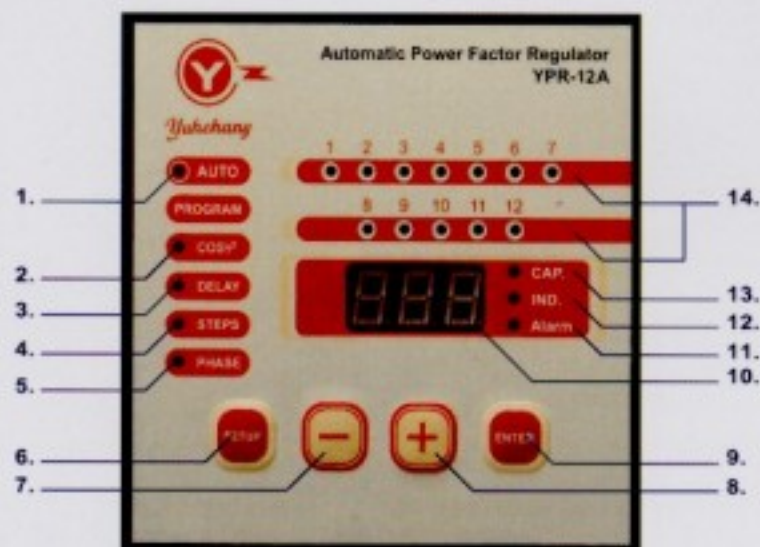 Automatic Power Factor Regulator
YPR-12A
Y
Yuhchang
1 2 3 4 5 6 7
1.
AUTO
14.
PROGRAM
8 9 10 11 12
2.
COSφ
3.
DELAY
CAP.
13.
4.
STEPS
IND.
12.
5.
PHASE
Alarm
11.
888
10.
6.
SETUP
−
+
ENTER
9.
7.
8.